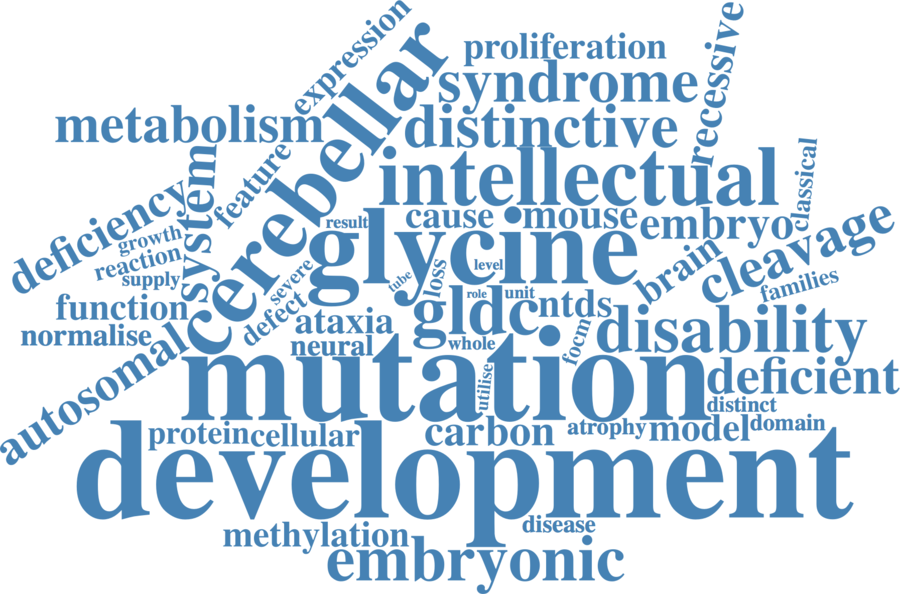 expression
proliferation
recessive
cerebellar
syndrome
metabolism
distinctive
feature
intellectual
system
classical
deficiency
result
cause
mouse
embryo
growth
glycine
cleavage
reaction
supply
severe
tube
loss
level
brain
families
function
defect
role
unit
ntds
normalise
ataxia
gldc
focm
disability
neural
whole
autosomal
mutation
utilise
deficient
distinct
protein
cellular
carbon
atrophy
model
domain
development
methylation
disease
embryonic